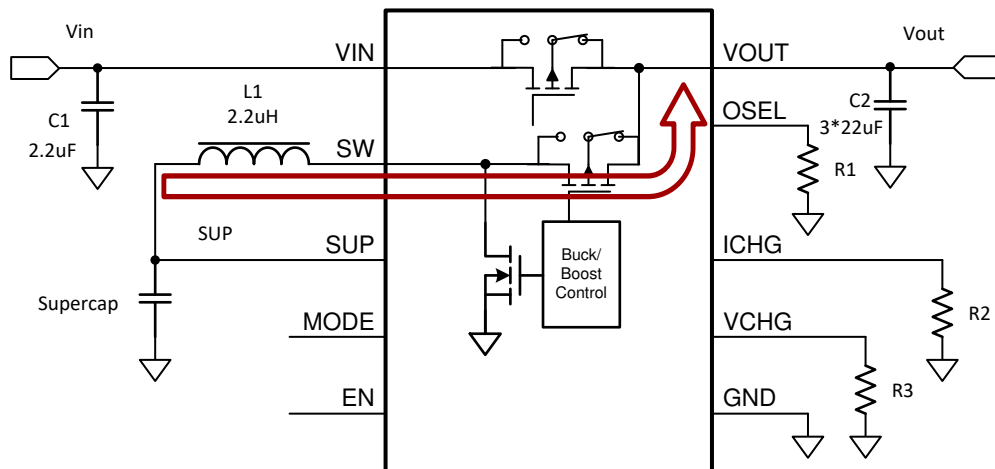 Vin
VIN
VOUT
Vout
C1
2.2uF
L1
2.2uH
C2
3*22uF
OSEL
SW
R1
SUP
SUP
ICHG
Buck/
Boost
Control
Supercap
R2
MODE
VCHG
R3
EN
GND